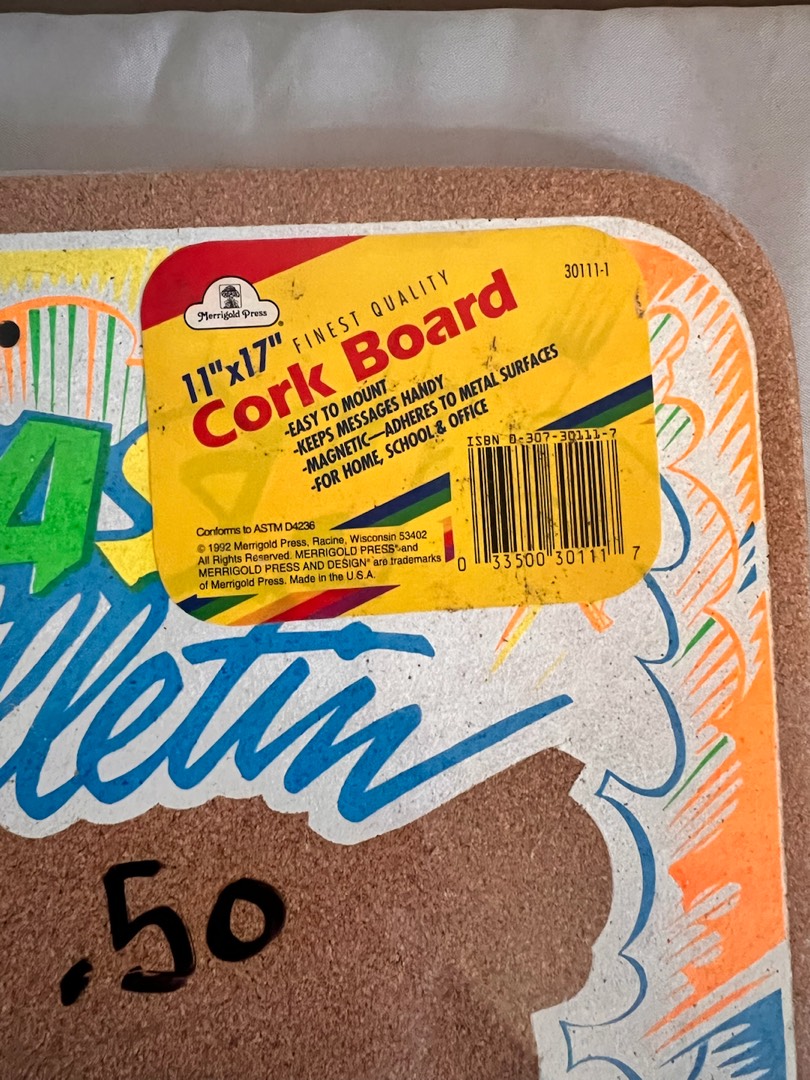 30111-1
Merrigold Press®
11"x17" FINEST QUALITY
Cork Board
-EASY TO MOUNT
-KEEPS MESSAGES HANDY
-MAGNETIC—ADHERES TO METAL SURFACES
-FOR HOME, SCHOOL & OFFICE
ISBN 0-307-30111-7
0 33500 30111 7
Conforms to ASTM D4236
© 1992 Merrigold Press, Racine, Wisconsin 53402
All Rights Reserved. MERRIGOLD PRESS® and
MERRIGOLD PRESS AND DESIGN® are trademarks
of Merrigold Press. Made in the U.S.A.
AS
lletin
.50